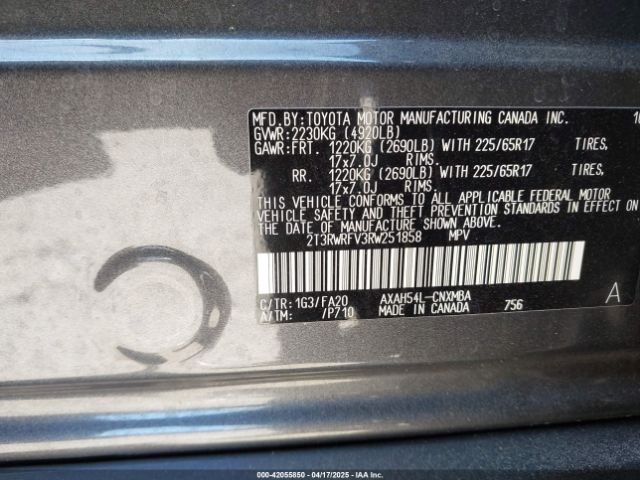 MFD.BY:TOYOTA MOTOR MANUFACTURING CANADA INC. 10
GVWR:2230KG (4920LB)
GAWR:FRT. 1220KG (2690LB) WITH 225/65R17 TIRES,
17x7.0J RIMS.
RR. 1220KG (2690LB) WITH 225/65R17 TIRES,
17x7.0J RIMS.
THIS VEHICLE CONFORMS TO ALL APPLICABLE FEDERAL MOTOR
VEHICLE SAFETY AND THEFT PREVENTION STANDARDS IN EFFECT ON
THE DATE OF MANUFACTURE SHOWN ABOVE.
2T3RWRFV3RW251858 MPV
C/TR: 1G3/FA20 AXAH54L-CNXMBA A
A/TM: /P710 MADE IN CANADA 756
000-42055850 | 04/17/2025 | IAA Inc.